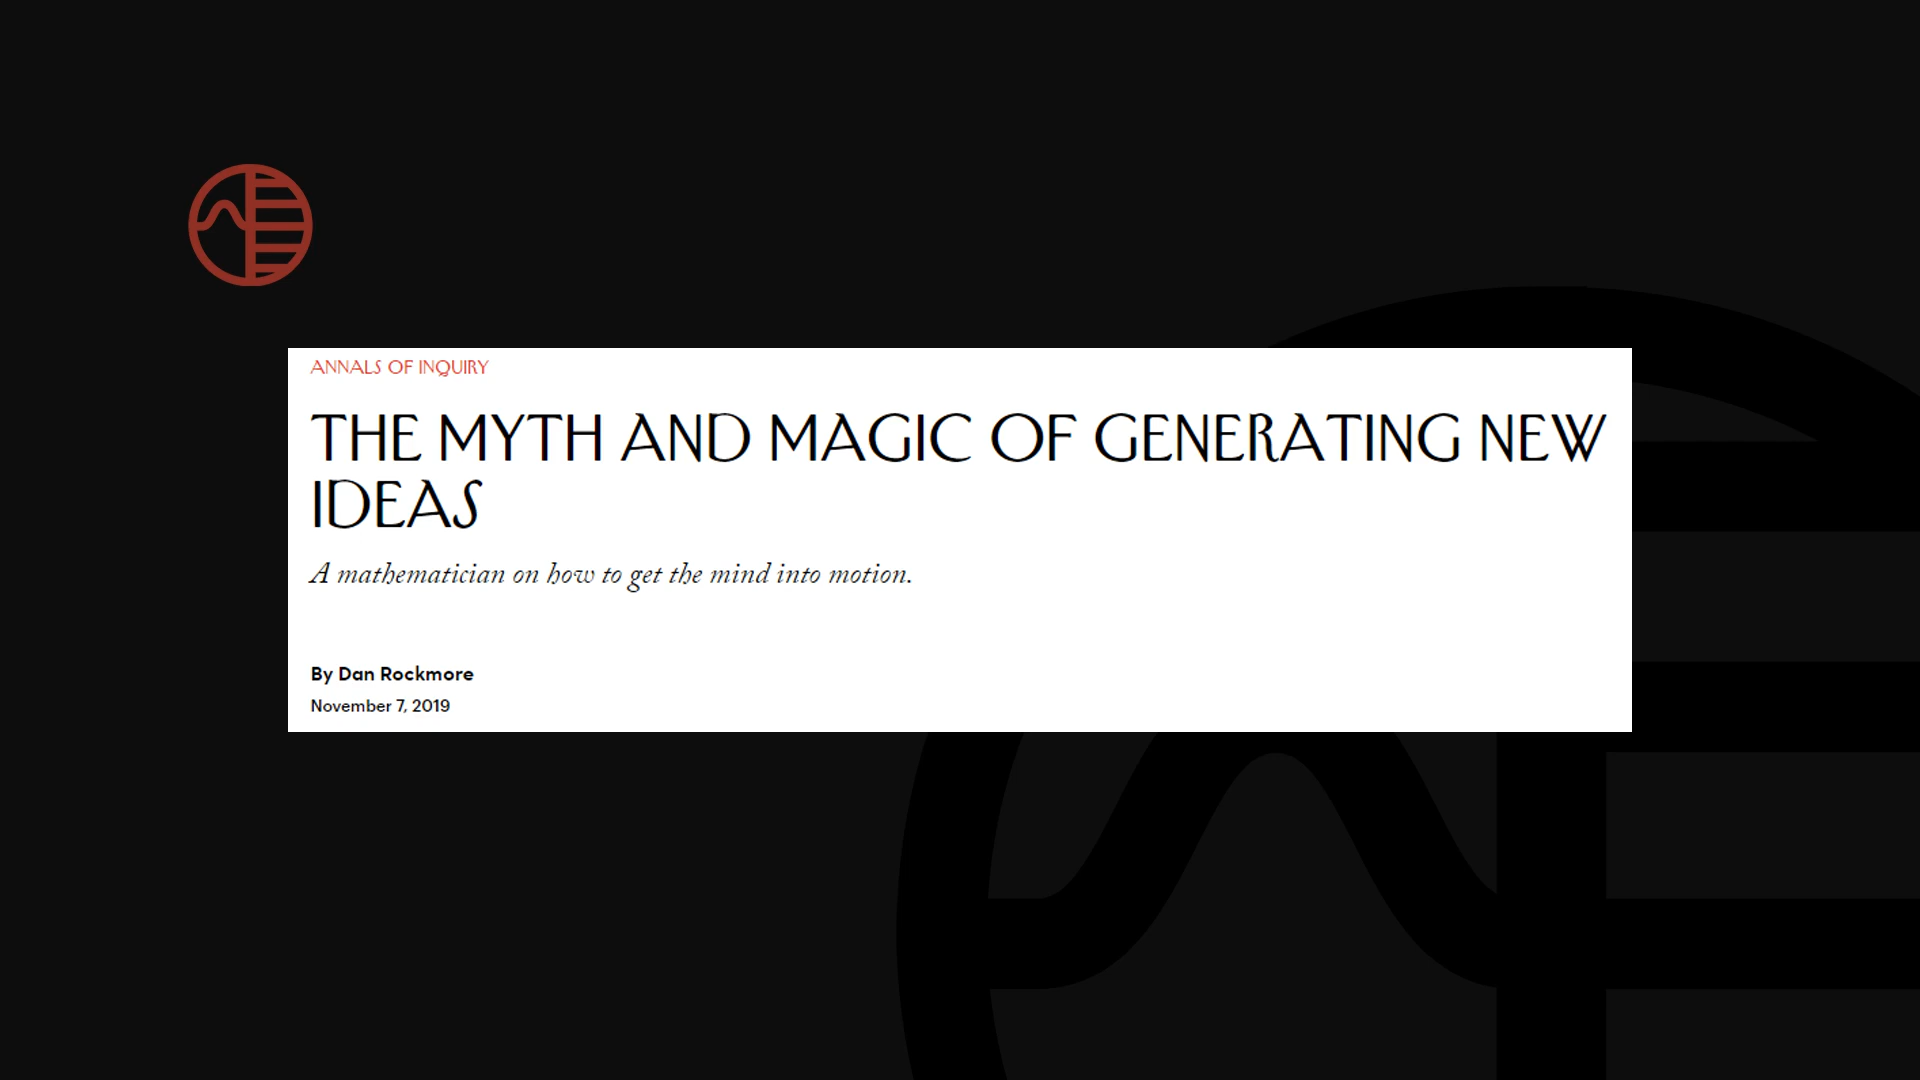 ANNALS OF INQUIRY
THE MYTH AND MAGIC OF GENERATING NEW
IDEAS
A mathematician on how to get the mind into motion.
By Dan Rockmore
November 7, 2019